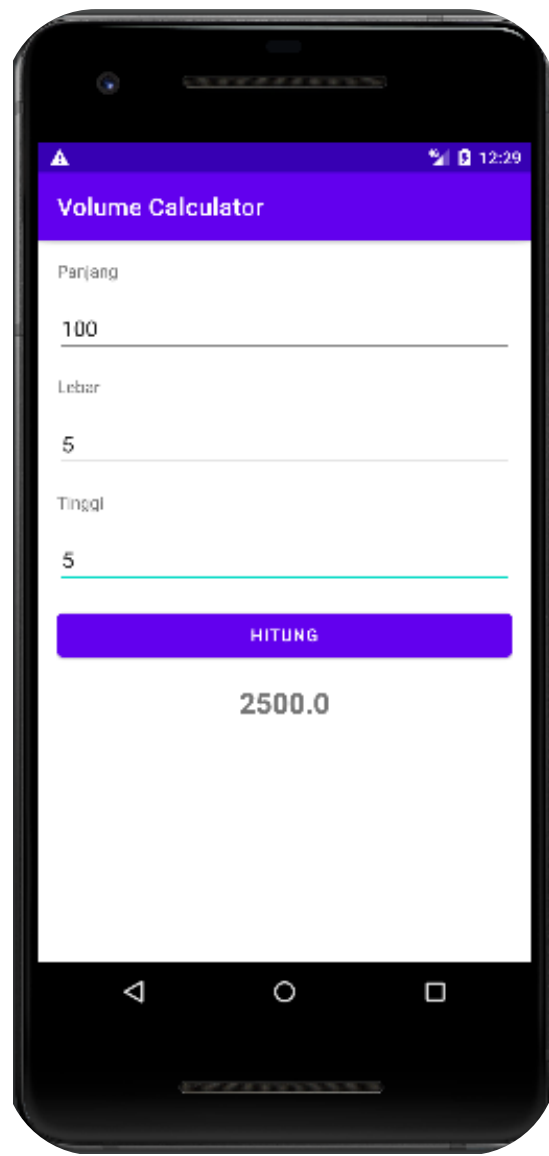 12:29
Volume Calculator
Panjang
100
Lebar
5
Tinggi
5
HITUNG
2500.0